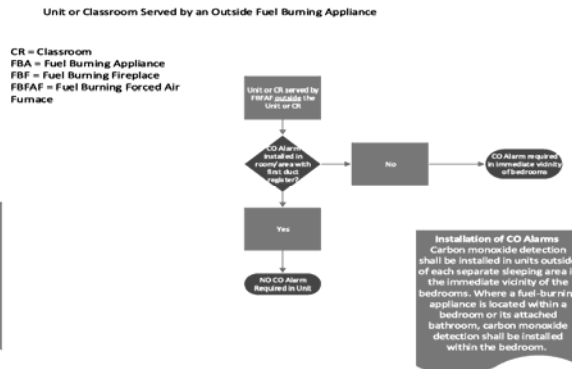 Unit or Classroom Served by an Outside Fuel Burning Appliance
CR = Classroom
FBA = Fuel Burning Appliance
FBF = Fuel Burning Fireplace
FBFAF = Fuel Burning Forced Air
Furnace
Unit or CR served by
FBFAF outside the
Unit or CR
CO Alarm
Installed in
room/area with
first duct
register?
No
CO Alarm required
in immediate vicinity
of bedrooms
Yes
NO CO Alarm
Required in Unit
Installation of CO Alarms
Carbon monoxide detection
shall be installed in units outside
of each separate sleeping area in
the immediate vicinity of the
bedrooms. Where a fuel-burning
appliance is located within a
bedroom or its attached
bathroom, carbon monoxide
detection shall be installed
within the bedroom.